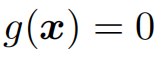 g(𝒙) = 0